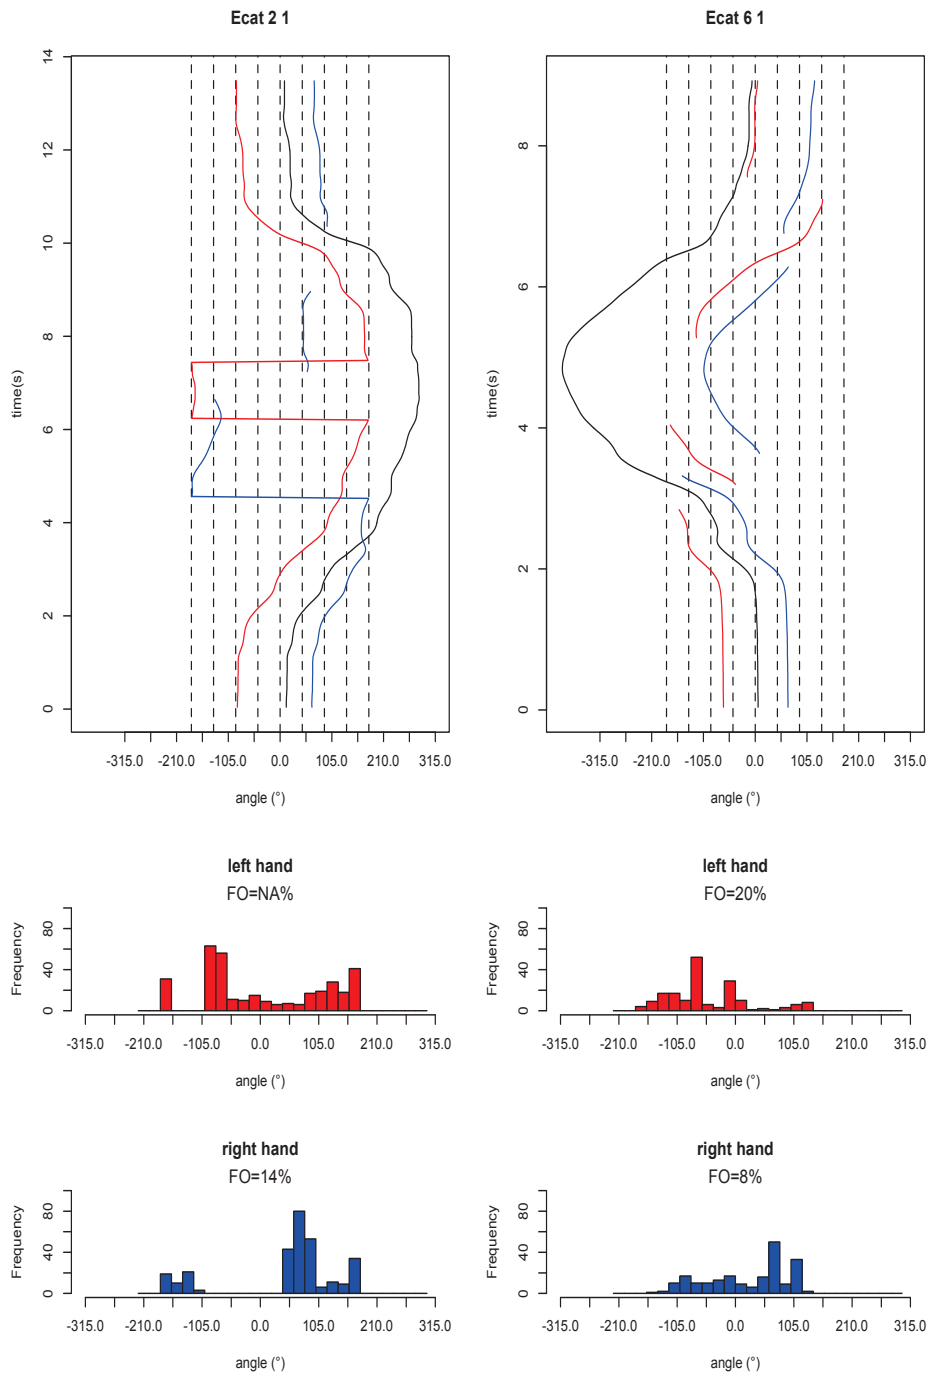 Ecat 2 1
Ecat 6 1
14
12
10
8
6
4
2
0
time(s)
-315.0 -210.0 -105.0 0.0 105.0 210.0 315.0
angle (°)
8
6
4
2
0
time(s)
-315.0 -210.0 -105.0 0.0 105.0 210.0 315.0
angle (°)
left hand
FO=NA%
80
40
0
Frequency
-315.0 -210.0 -105.0 0.0 105.0 210.0 315.0
angle (°)
left hand
FO=20%
80
40
0
Frequency
-315.0 -210.0 -105.0 0.0 105.0 210.0 315.0
angle (°)
right hand
FO=14%
80
40
0
Frequency
-315.0 -210.0 -105.0 0.0 105.0 210.0 315.0
angle (°)
right hand
FO=8%
80
40
0
Frequency
-315.0 -210.0 -105.0 0.0 105.0 210.0 315.0
angle (°)